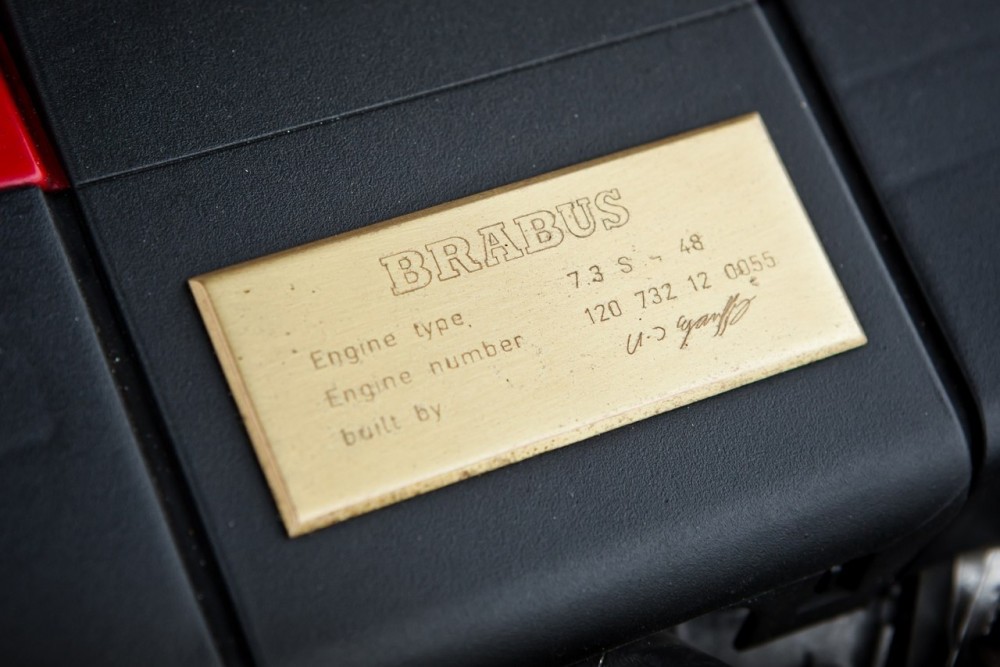 BRABUS
Engine type 7.3 S - 48
Engine number 120 732 12 0055
built by